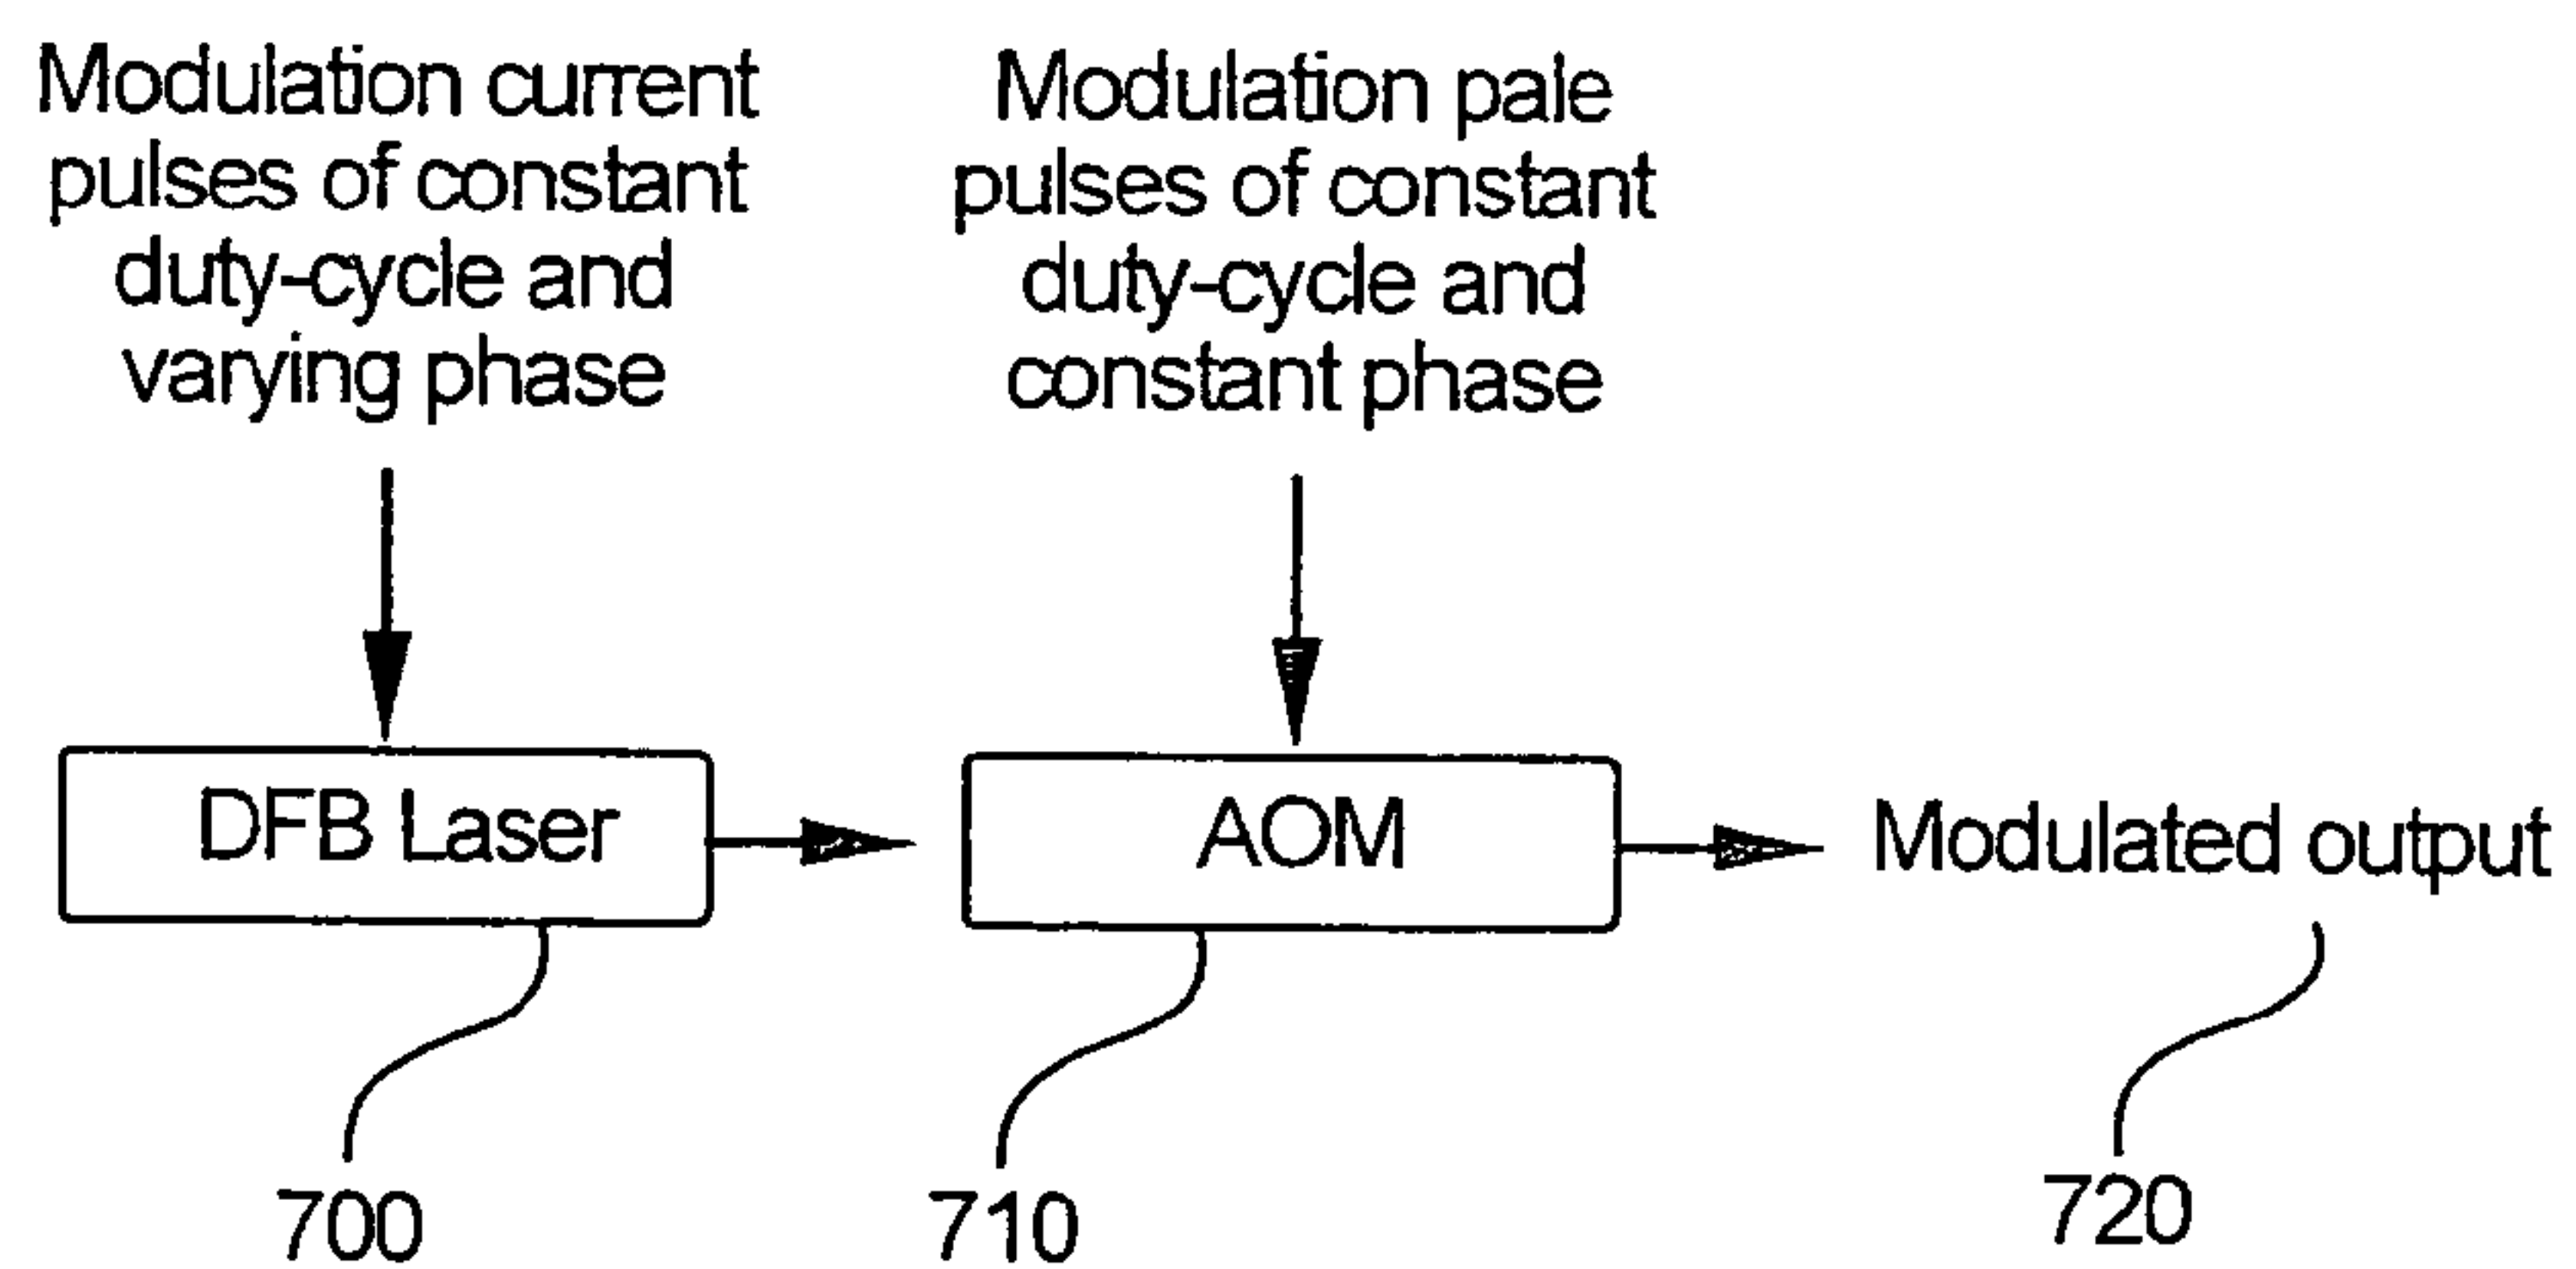 Modulation current
pulses of constant
duty-cycle and
varying phase
Modulation pale
pulses of constant
duty-cycle and
constant phase
DFB Laser
AOM
Modulated output
700
710
720